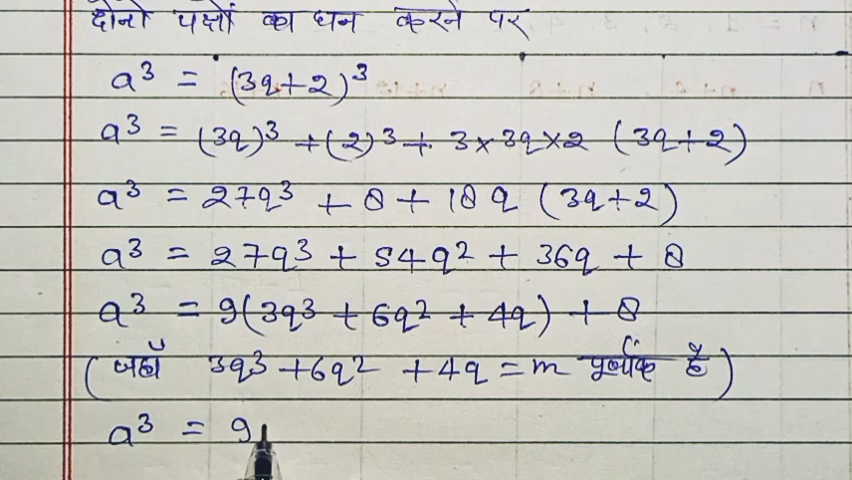 दोनों पक्षों का घन करने पर
a³ = (3q+2)³
a³ = (3q)³ + (2)³ + 3×3q×2 (3q+2)
a³ = 27q³ + 8 + 18q (3q+2)
a³ = 27q³ + 54q² + 36q + 8
a³ = 9(3q³ + 6q² + 4q) + 8
(जहाँ 3q³ + 6q² + 4q = m पूर्णांक है)
a³ = 9